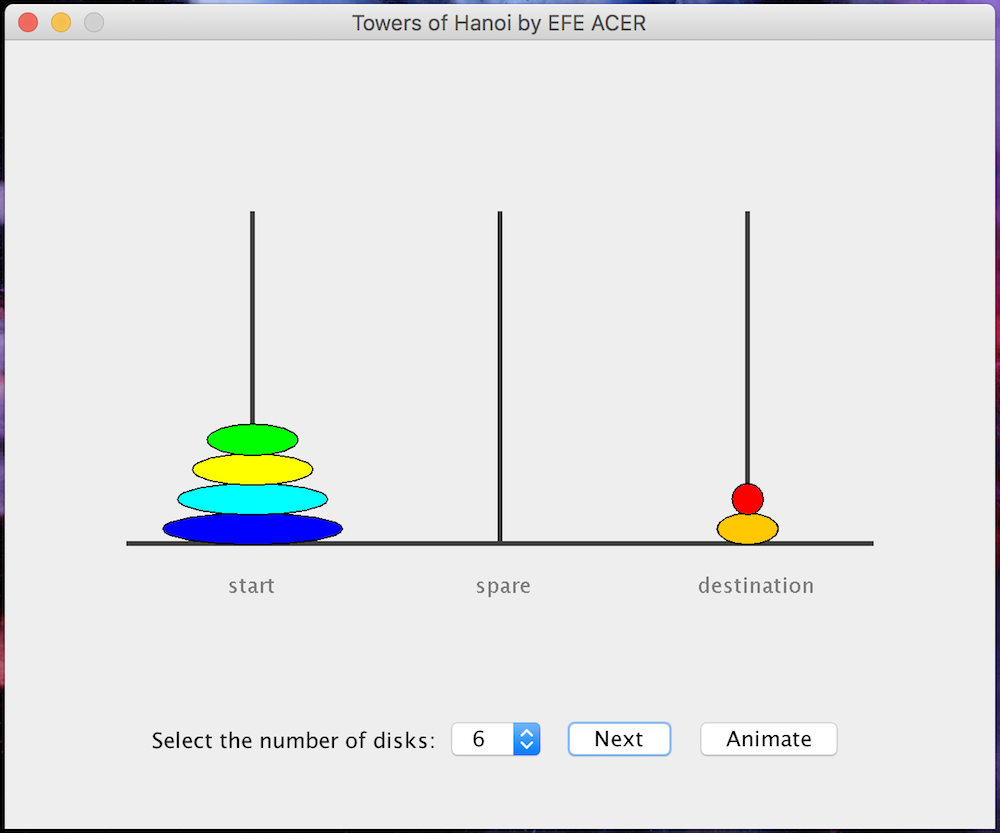 Towers of Hanoi by EFE ACER
start spare destination
Select the number of disks: 6 Next Animate